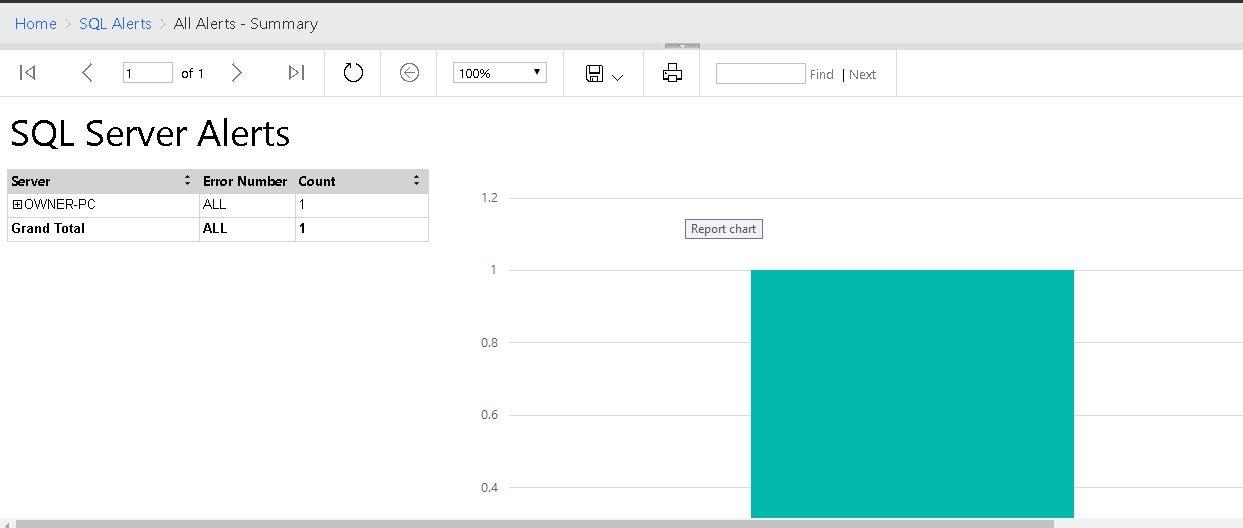 Home > SQL Alerts > All Alerts - Summary
1 of 1 100% Find | Next
SQL Server Alerts
Server Error Number Count
OWNER-PC ALL 1
Grand Total ALL 1
1.2
Report chart
1
0.8
0.6
0.4